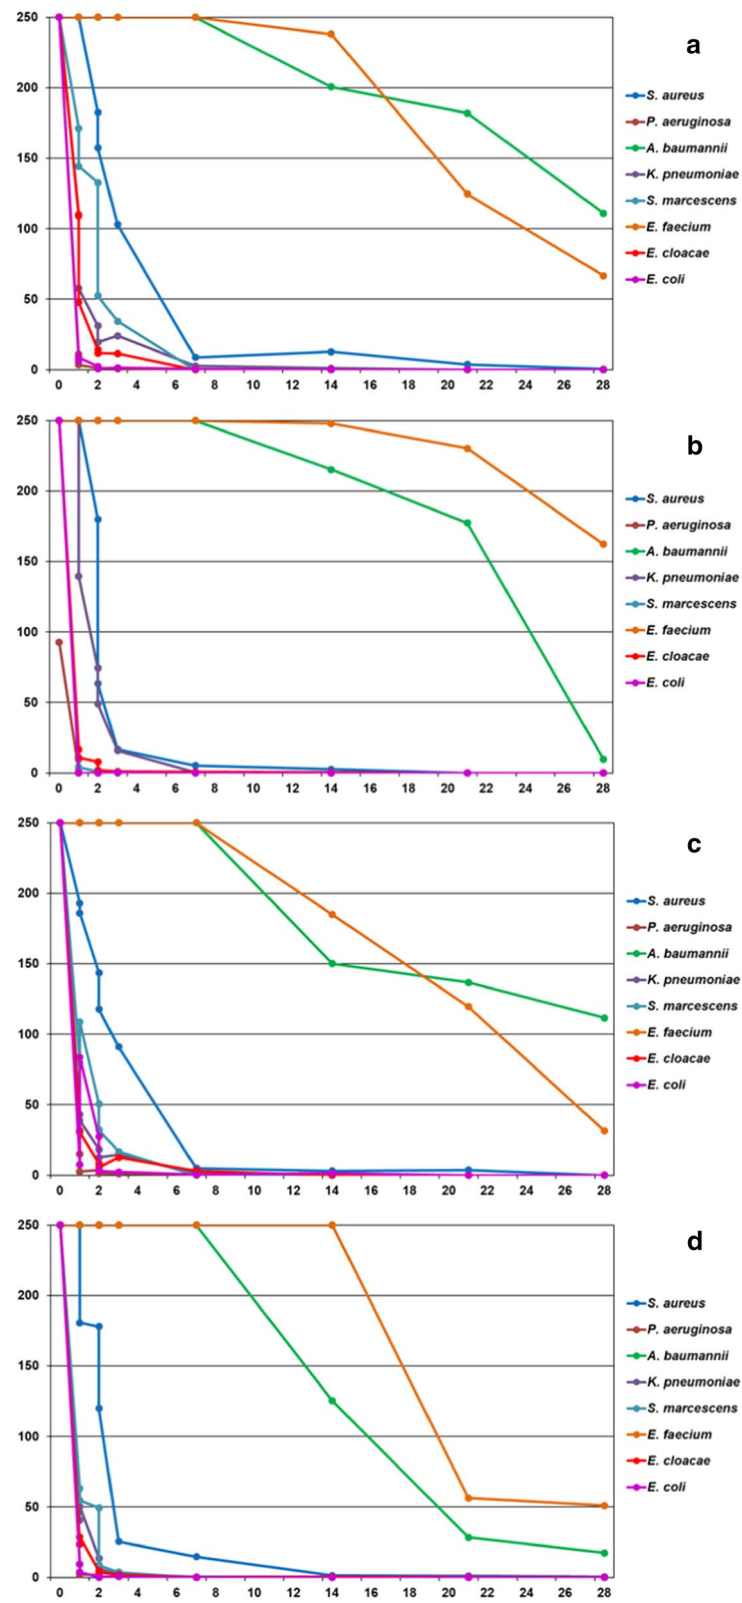 a
250
200
150
100
50
0
0 2 4 6 8 10 12 14 16 18 20 22 24 26 28
S. aureus
P. aeruginosa
A. baumannii
K. pneumoniae
S. marcescens
E. faecium
E. cloacae
E. coli
b
250
200
150
100
50
0
0 2 4 6 8 10 12 14 16 18 20 22 24 26 28
S. aureus
P. aeruginosa
A. baumannii
K. pneumoniae
S. marcescens
E. faecium
E. cloacae
E. coli
c
250
200
150
100
50
0
0 2 4 6 8 10 12 14 16 18 20 22 24 26 28
S. aureus
P. aeruginosa
A. baumannii
K. pneumoniae
S. marcescens
E. faecium
E. cloacae
E. coli
d
250
200
150
100
50
0
0 2 4 6 8 10 12 14 16 18 20 22 24 26 28
S. aureus
P. aeruginosa
A. baumannii
K. pneumoniae
S. marcescens
E. faecium
E. cloacae
E. coli